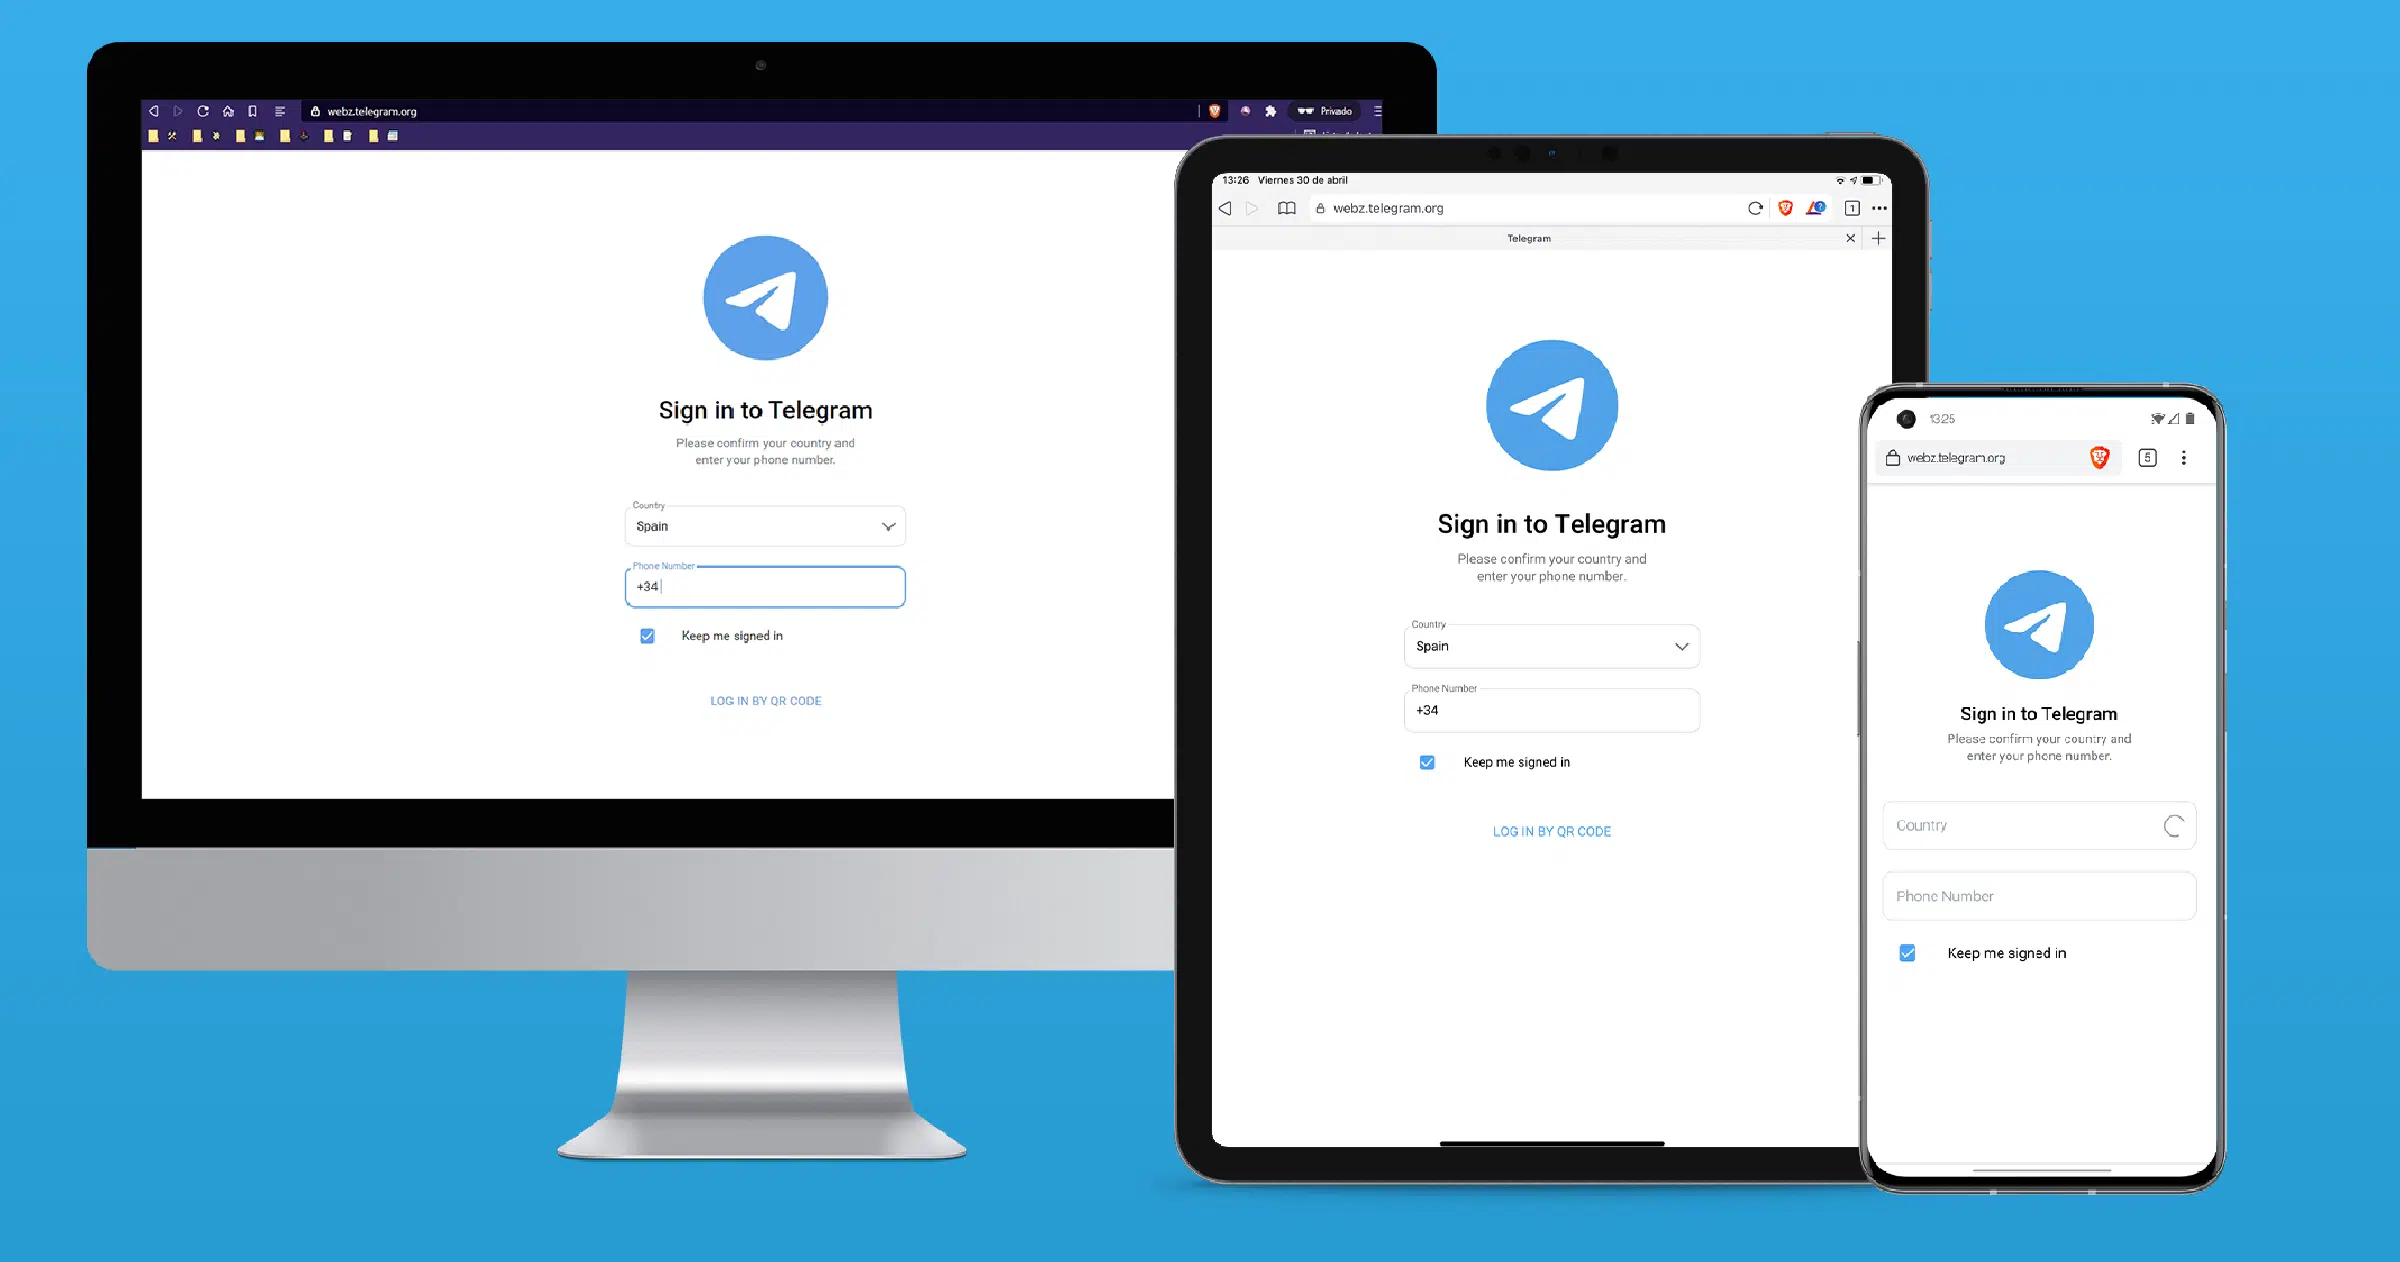 webz.telegram.org
Privado
Sign in to Telegram
Please confirm your country and
enter your phone number.
Country
Spain
Phone Number
+34
Keep me signed in
LOG IN BY QR CODE
13:26 Viernes 30 de abril
webz.telegram.org
1
Telegram
Sign in to Telegram
Please confirm your country and
enter your phone number.
Country
Spain
Phone Number
+34
Keep me signed in
LOG IN BY QR CODE
13:25
webz.telegram.org
5
Sign in to Telegram
Please confirm your country and
enter your phone number.
Country
Phone Number
Keep me signed in